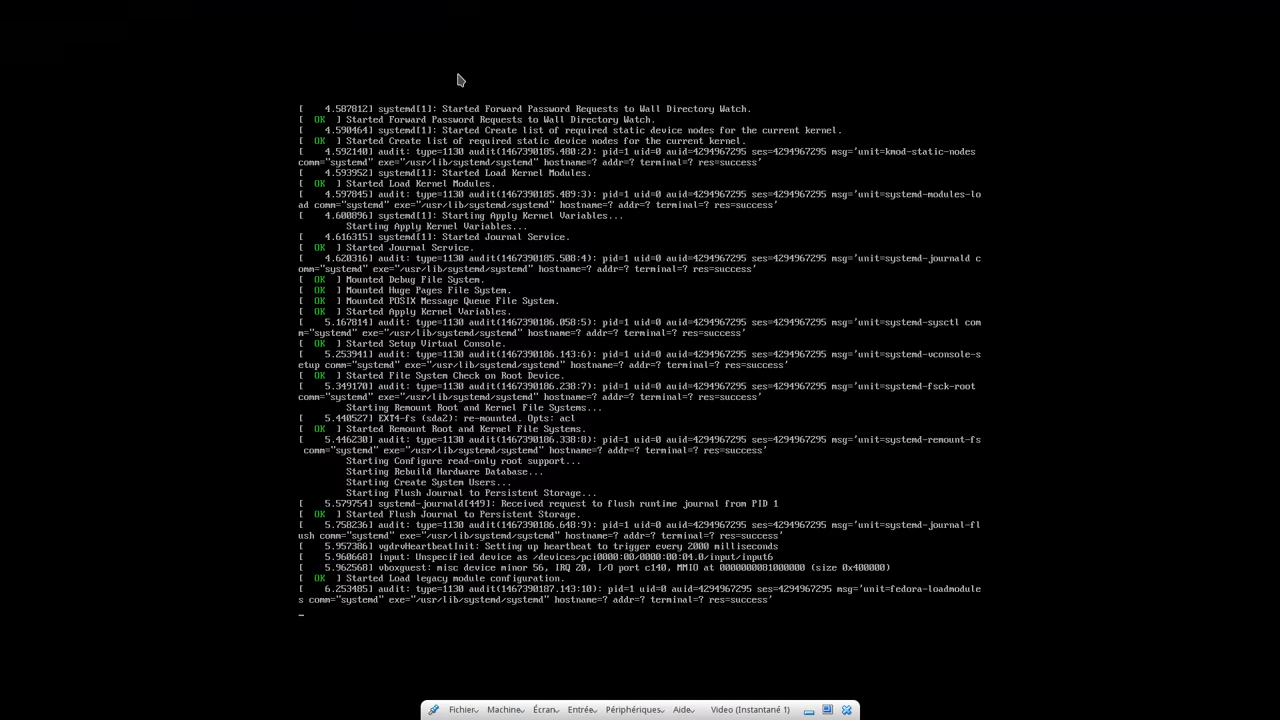 [    4.587812] systemd[1]: Started Forward Password Requests to Wall Directory Watch.
[  OK  ] Started Forward Password Requests to Wall Directory Watch.
[    4.590464] systemd[1]: Started Create list of required static device nodes for the current kernel.
[  OK  ] Started Create list of required static device nodes for the current kernel.
[    4.592140] audit: type=1130 audit(1467390185.480:2): pid=1 uid=0 auid=4294967295 ses=4294967295 msg='unit=kmod-static-nodes
comm="systemd" exe="/usr/lib/systemd/systemd" hostname=? addr=? terminal=? res=success'
[    4.593952] systemd[1]: Started Load Kernel Modules.
[  OK  ] Started Load Kernel Modules.
[    4.597845] audit: type=1130 audit(1467390185.489:3): pid=1 uid=0 auid=4294967295 ses=4294967295 msg='unit=systemd-modules-lo
ad comm="systemd" exe="/usr/lib/systemd/systemd" hostname=? addr=? terminal=? res=success'
[    4.600896] systemd[1]: Starting Apply Kernel Variables...
         Starting Apply Kernel Variables...
[    4.616315] systemd[1]: Started Journal Service.
[  OK  ] Started Journal Service.
[    4.620316] audit: type=1130 audit(1467390185.508:4): pid=1 uid=0 auid=4294967295 ses=4294967295 msg='unit=systemd-journald c
omm="systemd" exe="/usr/lib/systemd/systemd" hostname=? addr=? terminal=? res=success'
[  OK  ] Mounted Debug File System.
[  OK  ] Mounted Huge Pages File System.
[  OK  ] Mounted POSIX Message Queue File System.
[  OK  ] Started Apply Kernel Variables.
[    5.167814] audit: type=1130 audit(1467390186.058:5): pid=1 uid=0 auid=4294967295 ses=4294967295 msg='unit=systemd-sysctl com
m="systemd" exe="/usr/lib/systemd/systemd" hostname=? addr=? terminal=? res=success'
[  OK  ] Started Setup Virtual Console.
[    5.253941] audit: type=1130 audit(1467390186.143:6): pid=1 uid=0 auid=4294967295 ses=4294967295 msg='unit=systemd-vconsole-s
etup comm="systemd" exe="/usr/lib/systemd/systemd" hostname=? addr=? terminal=? res=success'
[  OK  ] Started File System Check on Root Device.
[    5.349170] audit: type=1130 audit(1467390186.238:7): pid=1 uid=0 auid=4294967295 ses=4294967295 msg='unit=systemd-fsck-root
comm="systemd" exe="/usr/lib/systemd/systemd" hostname=? addr=? terminal=? res=success'
         Starting Remount Root and Kernel File Systems...
[    5.440527] EXT4-fs (sda2): re-mounted. Opts: acl
[  OK  ] Started Remount Root and Kernel File Systems.
[    5.446230] audit: type=1130 audit(1467390186.338:8): pid=1 uid=0 auid=4294967295 ses=4294967295 msg='unit=systemd-remount-fs
 comm="systemd" exe="/usr/lib/systemd/systemd" hostname=? addr=? terminal=? res=success'
         Starting Configure read-only root support...
         Starting Rebuild Hardware Database...
         Starting Create System Users...
         Starting Flush Journal to Persistent Storage...
[    5.579754] systemd-journald[449]: Received request to flush runtime journal from PID 1
[  OK  ] Started Flush Journal to Persistent Storage.
[    5.758236] audit: type=1130 audit(1467390186.648:9): pid=1 uid=0 auid=4294967295 ses=4294967295 msg='unit=systemd-journal-fl
ush comm="systemd" exe="/usr/lib/systemd/systemd" hostname=? addr=? terminal=? res=success'
[    5.957386] vgdrvHeartbeatInit: Setting up heartbeat to trigger every 2000 milliseconds
[    5.960668] input: Unspecified device as /devices/pci0000:00/0000:00:04.0/input/input6
[    5.962568] vboxguest: misc device minor 56, IRQ 20, I/O port c140, MMIO at 0000000081000000 (size 0x400000)
[  OK  ] Started Load legacy module configuration.
[    6.253485] audit: type=1130 audit(1467390187.143:10): pid=1 uid=0 auid=4294967295 ses=4294967295 msg='unit=fedora-loadmodule
s comm="systemd" exe="/usr/lib/systemd/systemd" hostname=? addr=? terminal=? res=success'
_
Fichier Machine Écran Entrée Périphériques Aide Video (Instantané 1)